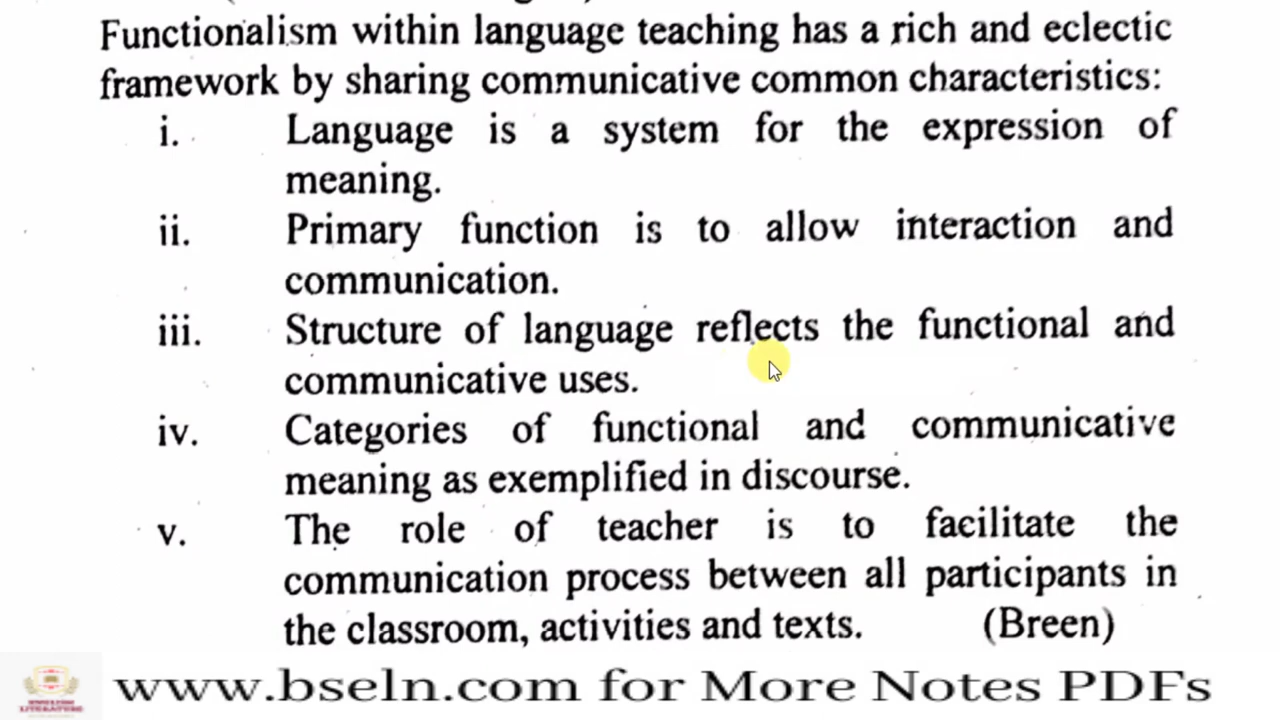 Functionalism within language teaching has a rich and eclectic
framework by sharing communicative common characteristics:
i. Language is a system for the expression of
meaning.
ii. Primary function is to allow interaction and
communication.
iii. Structure of language reflects the functional and
communicative uses.
iv. Categories of functional and communicative
meaning as exemplified in discourse.
v. The role of teacher is to facilitate the
communication process between all participants in
the classroom, activities and texts. (Breen)
www.bseln.com for More Notes PDFs